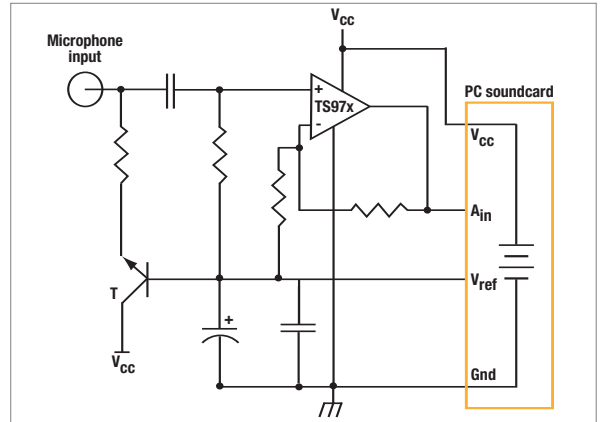 Vcc
Microphone
input
+
TS97x
-
PC soundcard
Vcc
Ain
Vref
T
+
Vcc
Gnd